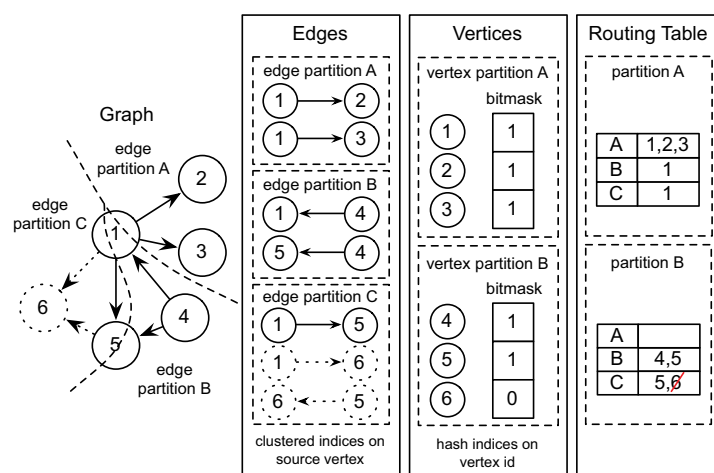 Graph
edge
partition A
edge
partition C
1
2
3
4
5
6
edge
partition B
Edges
edge partition A
1 2
1 3
edge partition B
1 4
5 4
edge partition C
1 5
1 6
6 5
clustered indices on
source vertex
Vertices
vertex partition A
bitmask
1 1
2 1
3 1
vertex partition B
bitmask
4 1
5 1
6 0
hash indices on
vertex id
Routing Table
partition A
A 1,2,3
B 1
C 1
partition B
A
B 4,5
C 5,6